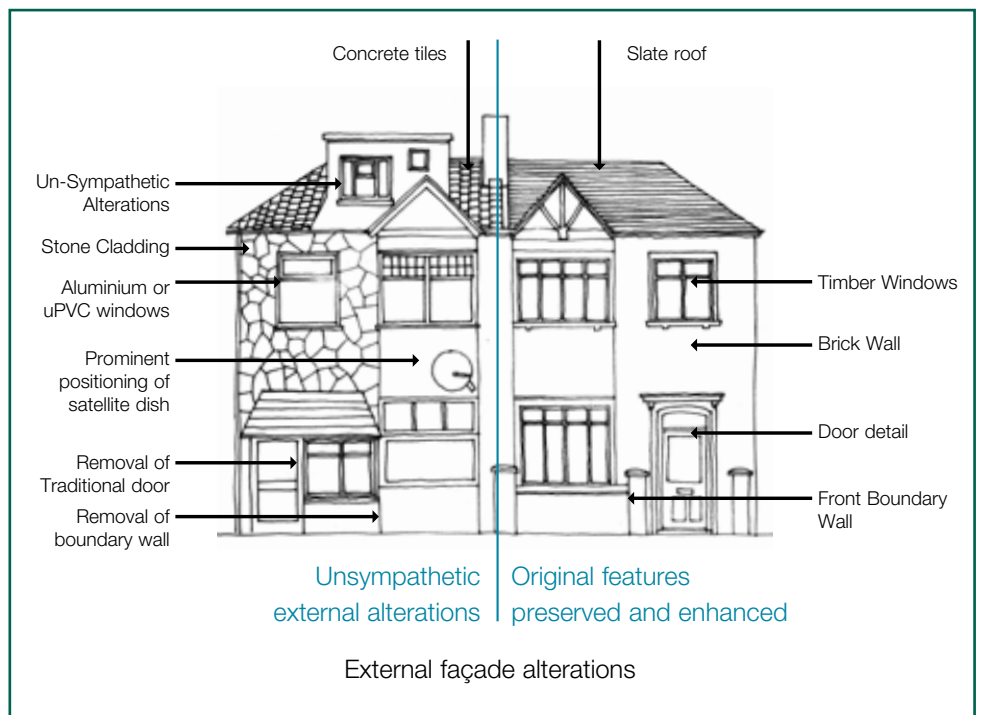 Concrete tiles
Slate roof
Un-Sympathetic
Alterations
Stone Cladding
Aluminium or
uPVC windows
Prominent
positioning of
satellite dish
Removal of
Traditional door
Removal of
boundary wall
Timber Windows
Brick Wall
Door detail
Front Boundary
Wall
Unsympathetic
external alterations
Original features
preserved and enhanced
External façade alterations